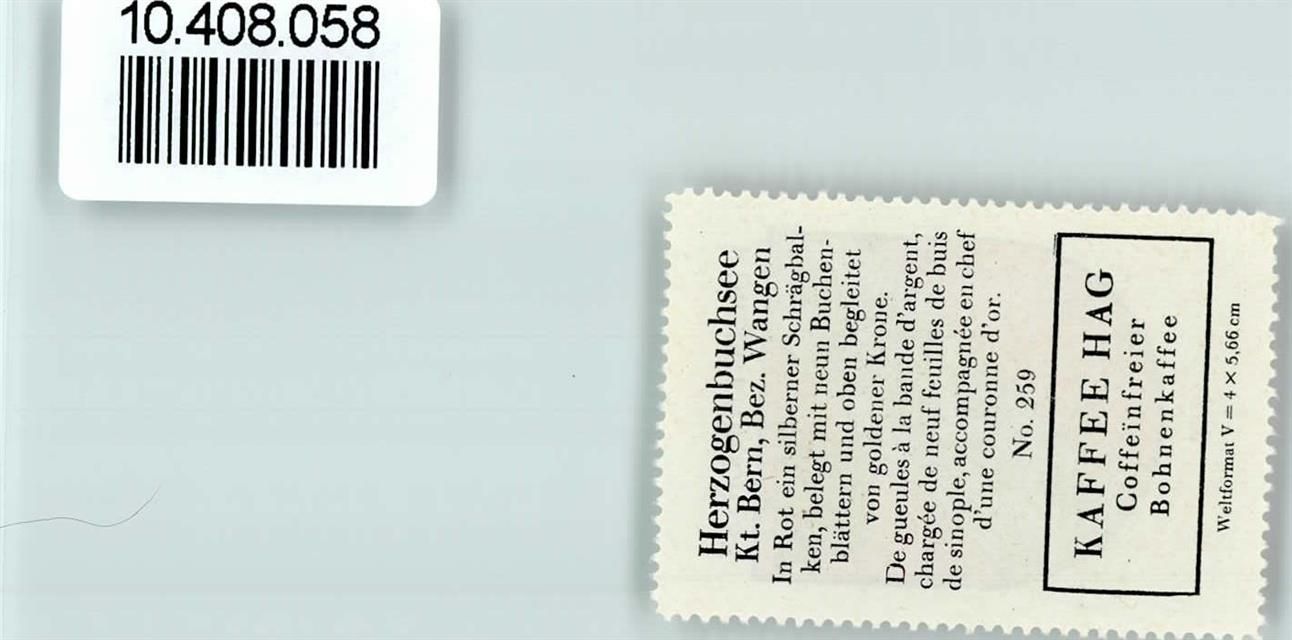 10.408.058
Herzogenbuchsee
Kt. Bern, Bez. Wangen
In Rot ein silberner Schrägbal-
ken, belegt mit neun Buchen-
blättern und oben begleitet
von goldener Krone.
De gueules à la bande d'argent,
chargée de neuf feuilles de buis
de sinople, accompagnée en chef
d'une couronne d'or.
No. 259
KAFFEE HAG
Coffeïnfreier
Bohnenkaffee
Weltformat V = 4 × 5,66 cm